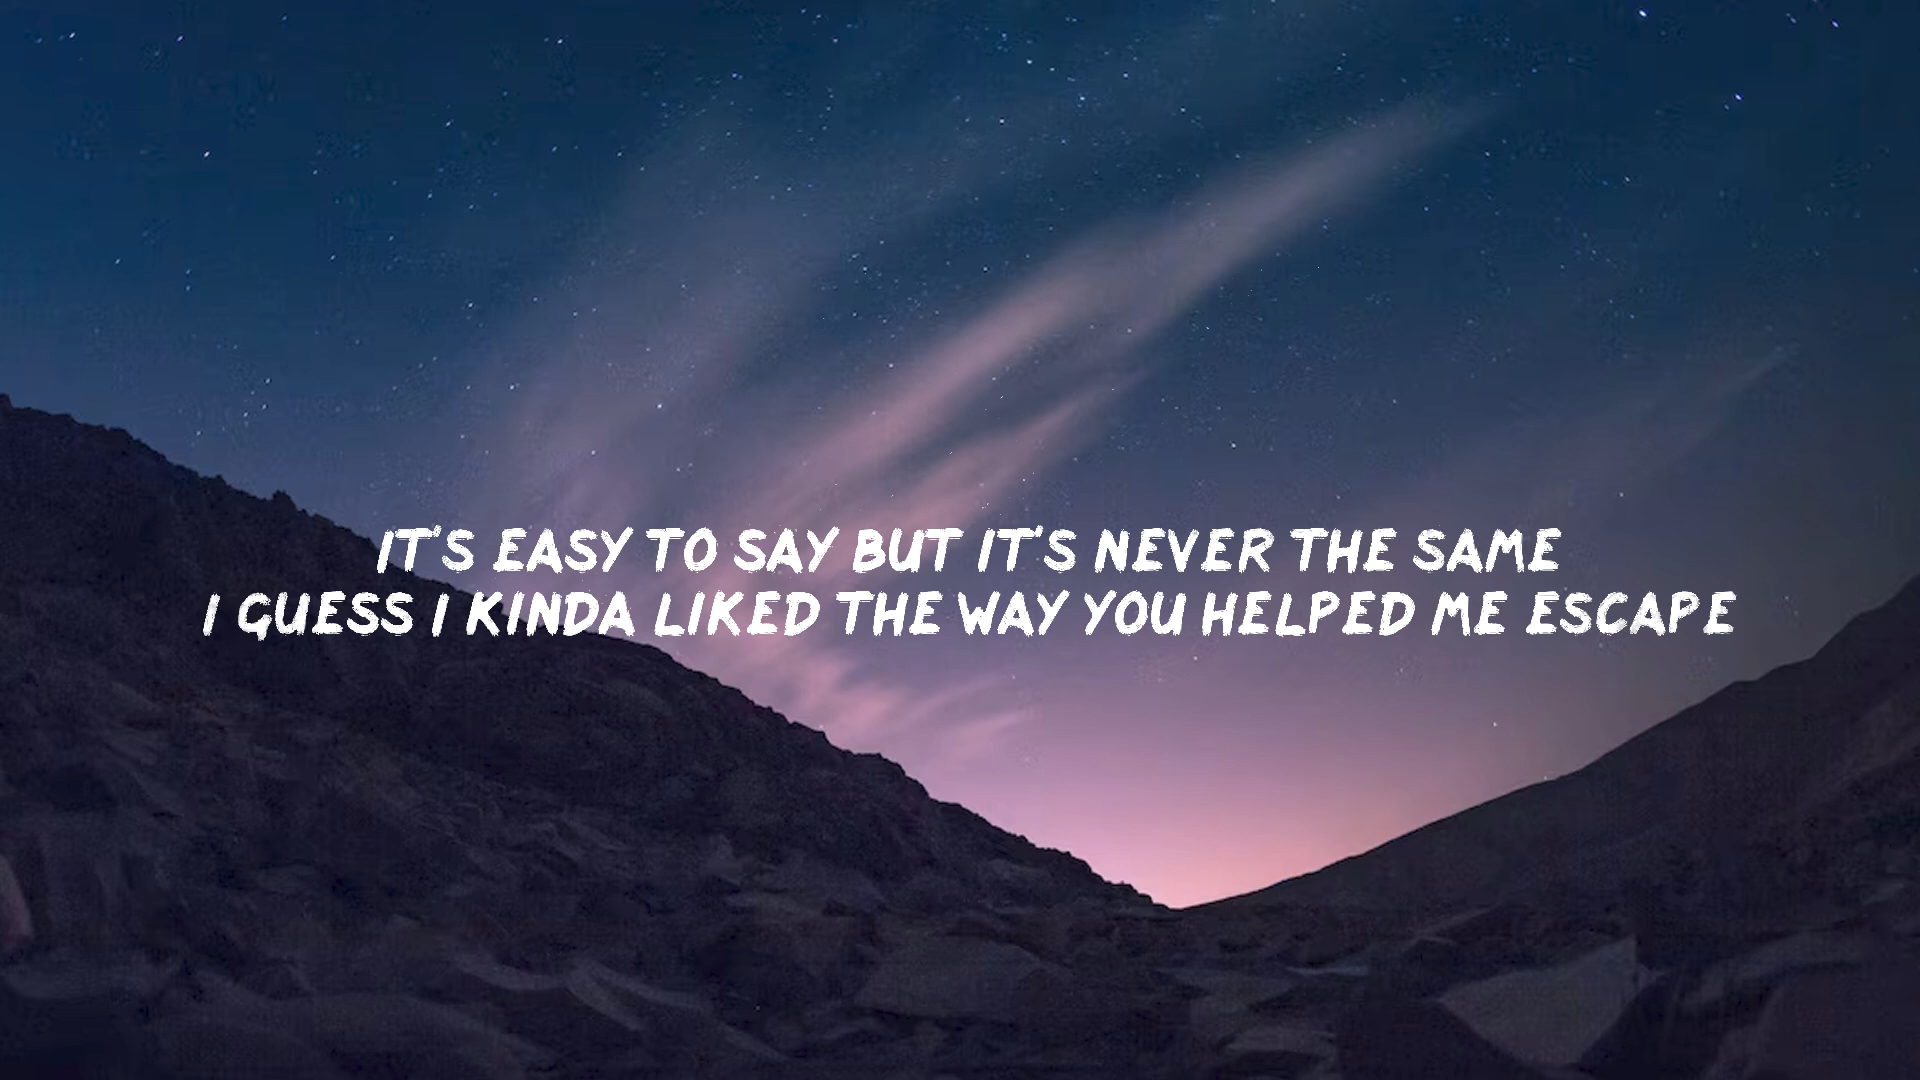 IT'S EASY TO SAY BUT IT'S NEVER THE SAME
I GUESS I KINDA LIKED THE WAY YOU HELPED ME ESCAPE